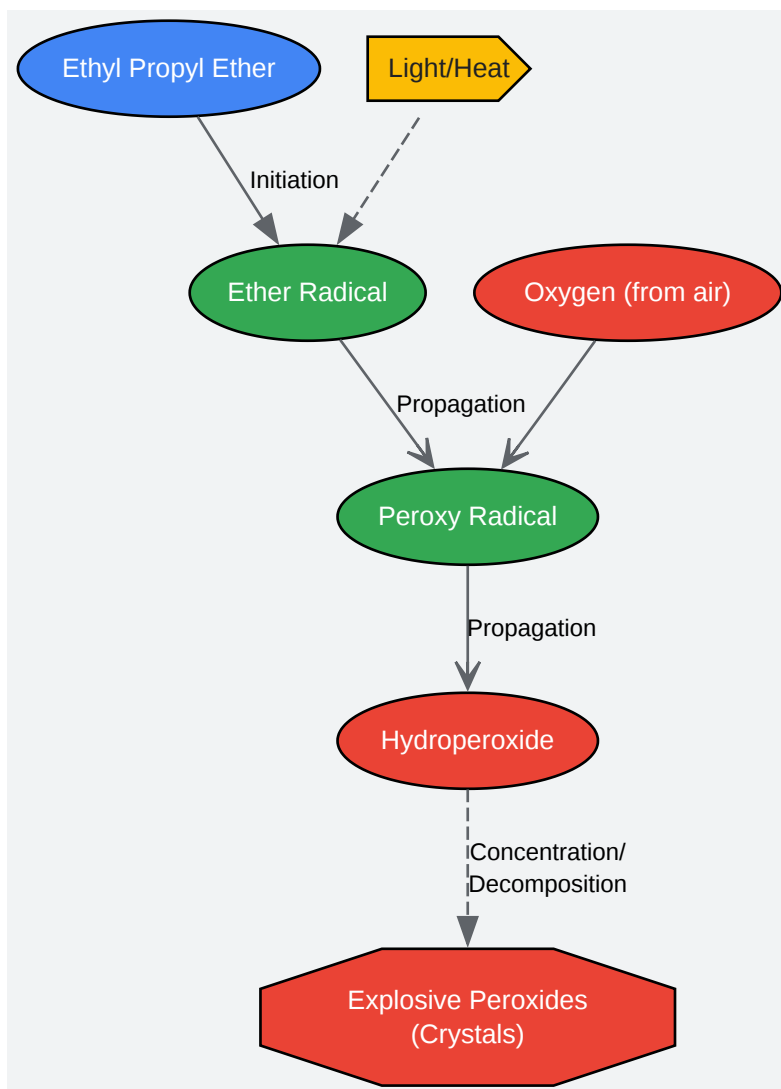 Ethyl Propyl Ether
Light/Heat
Initiation
Ether Radical
Oxygen (from air)
Propagation
Peroxy Radical
Propagation
Hydroperoxide
Concentration/
Decomposition
Explosive Peroxides
(Crystals)